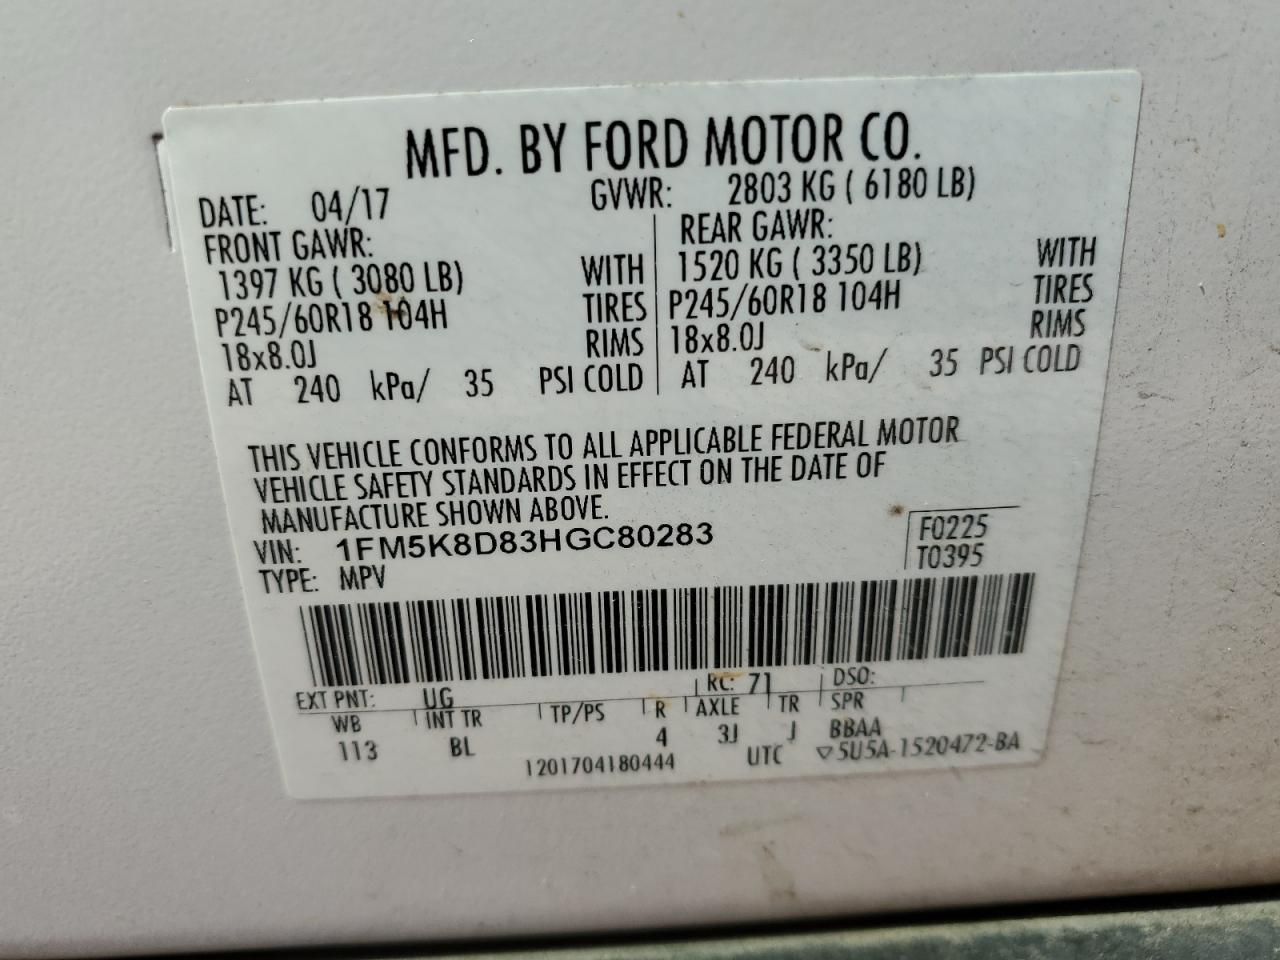 MFD. BY FORD MOTOR CO.
DATE: 04/17 GVWR: 2803 KG ( 6180 LB)
FRONT GAWR: REAR GAWR:
1397 KG ( 3080 LB) WITH 1520 KG ( 3350 LB) WITH
P245/60R18 104H TIRES P245/60R18 104H TIRES
18x8.0J RIMS 18x8.0J RIMS
AT 240 kPa/ 35 PSI COLD AT 240 kPa/ 35 PSI COLD
THIS VEHICLE CONFORMS TO ALL APPLICABLE FEDERAL MOTOR
VEHICLE SAFETY STANDARDS IN EFFECT ON THE DATE OF
MANUFACTURE SHOWN ABOVE.
VIN: 1FM5K8D83HGC80283 F0225
TYPE: MPV T0395
EXT PNT: UG RC: 71 DSO:
WB INT TR TP/PS R AXLE TR SPR
113 BL 4 3J J BBAA
1201704180444 UTC ▽5U5A-1520472-BA